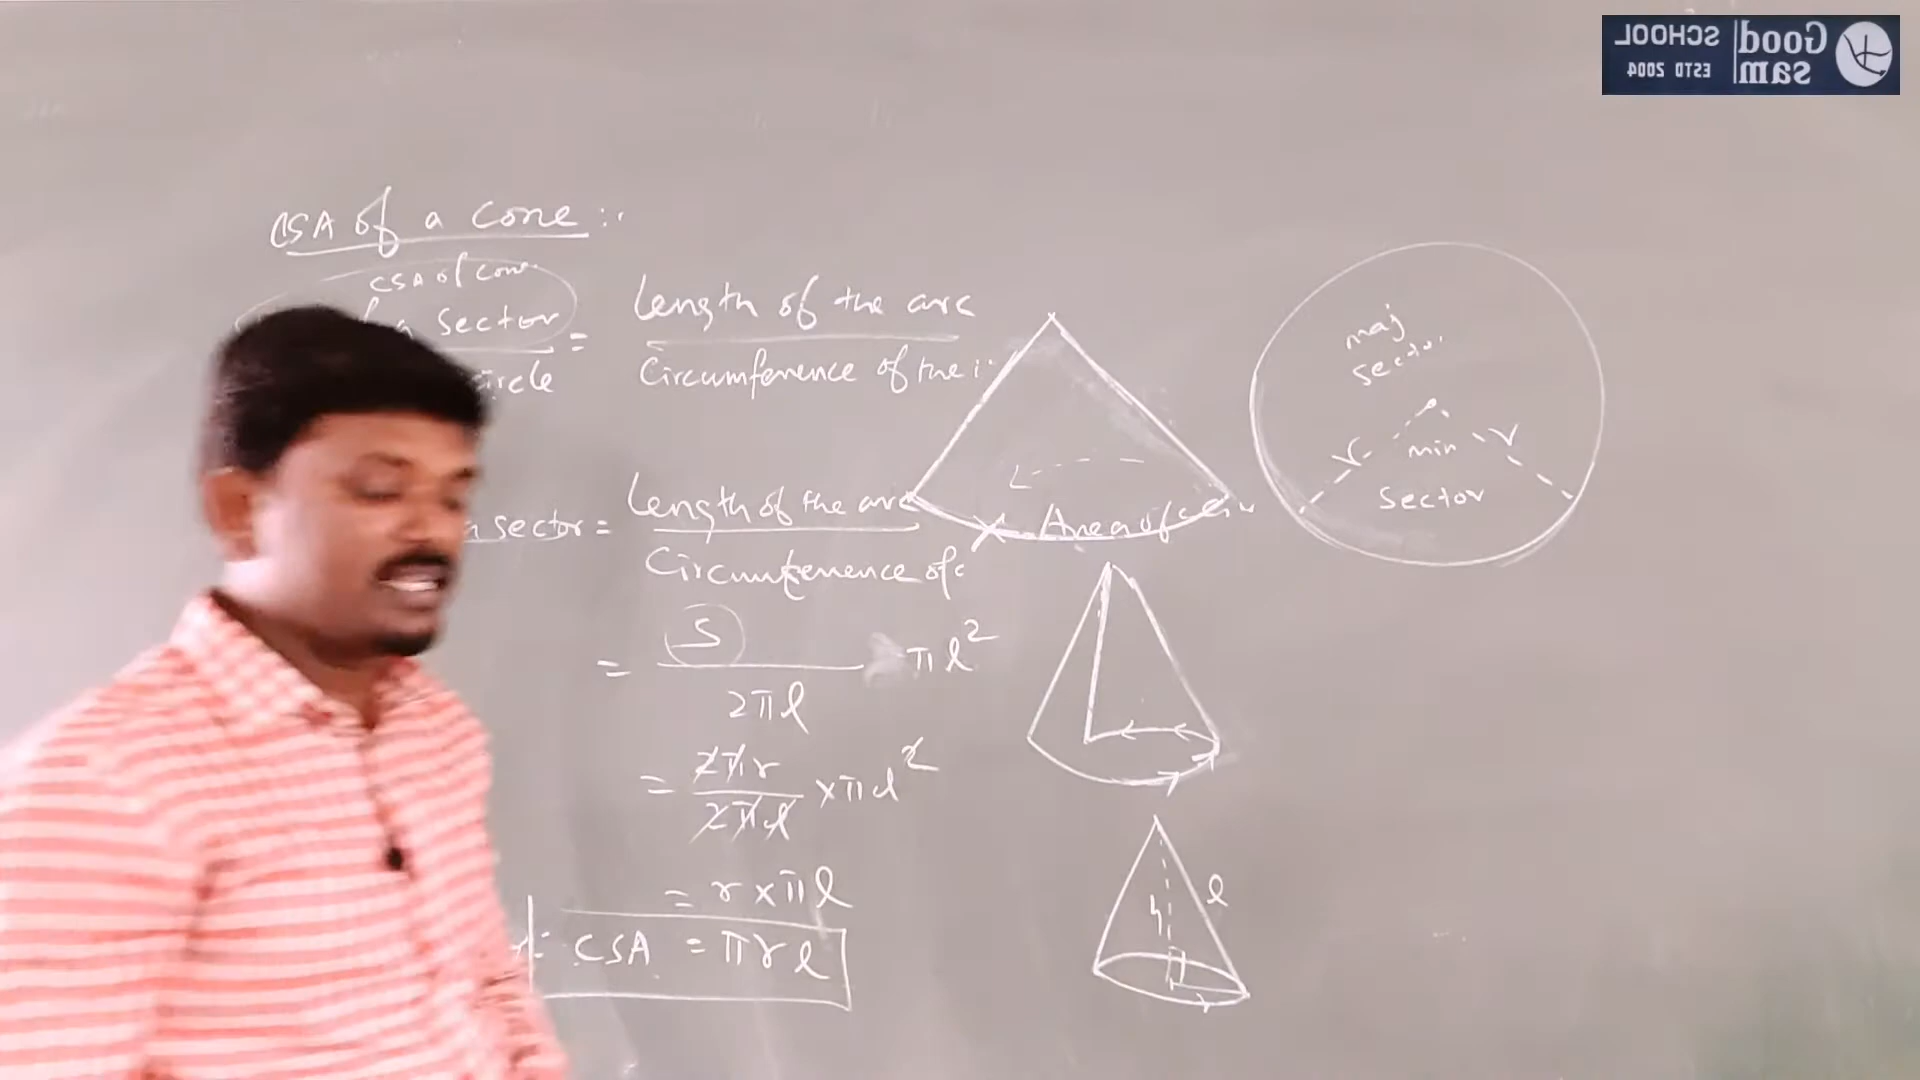 CSA of a cone :-
CSA of cone
Sector = Length of the arc
circle Circumference of the
sector = Length of the arc × Area of
Circumference of
= S πl²
2πl
= 2πr × πl²
2πl
= r × πl
CSA = πrl
maj
sector
min
sector
r r
h l
Good SCHOOL
sam ESTD 2004